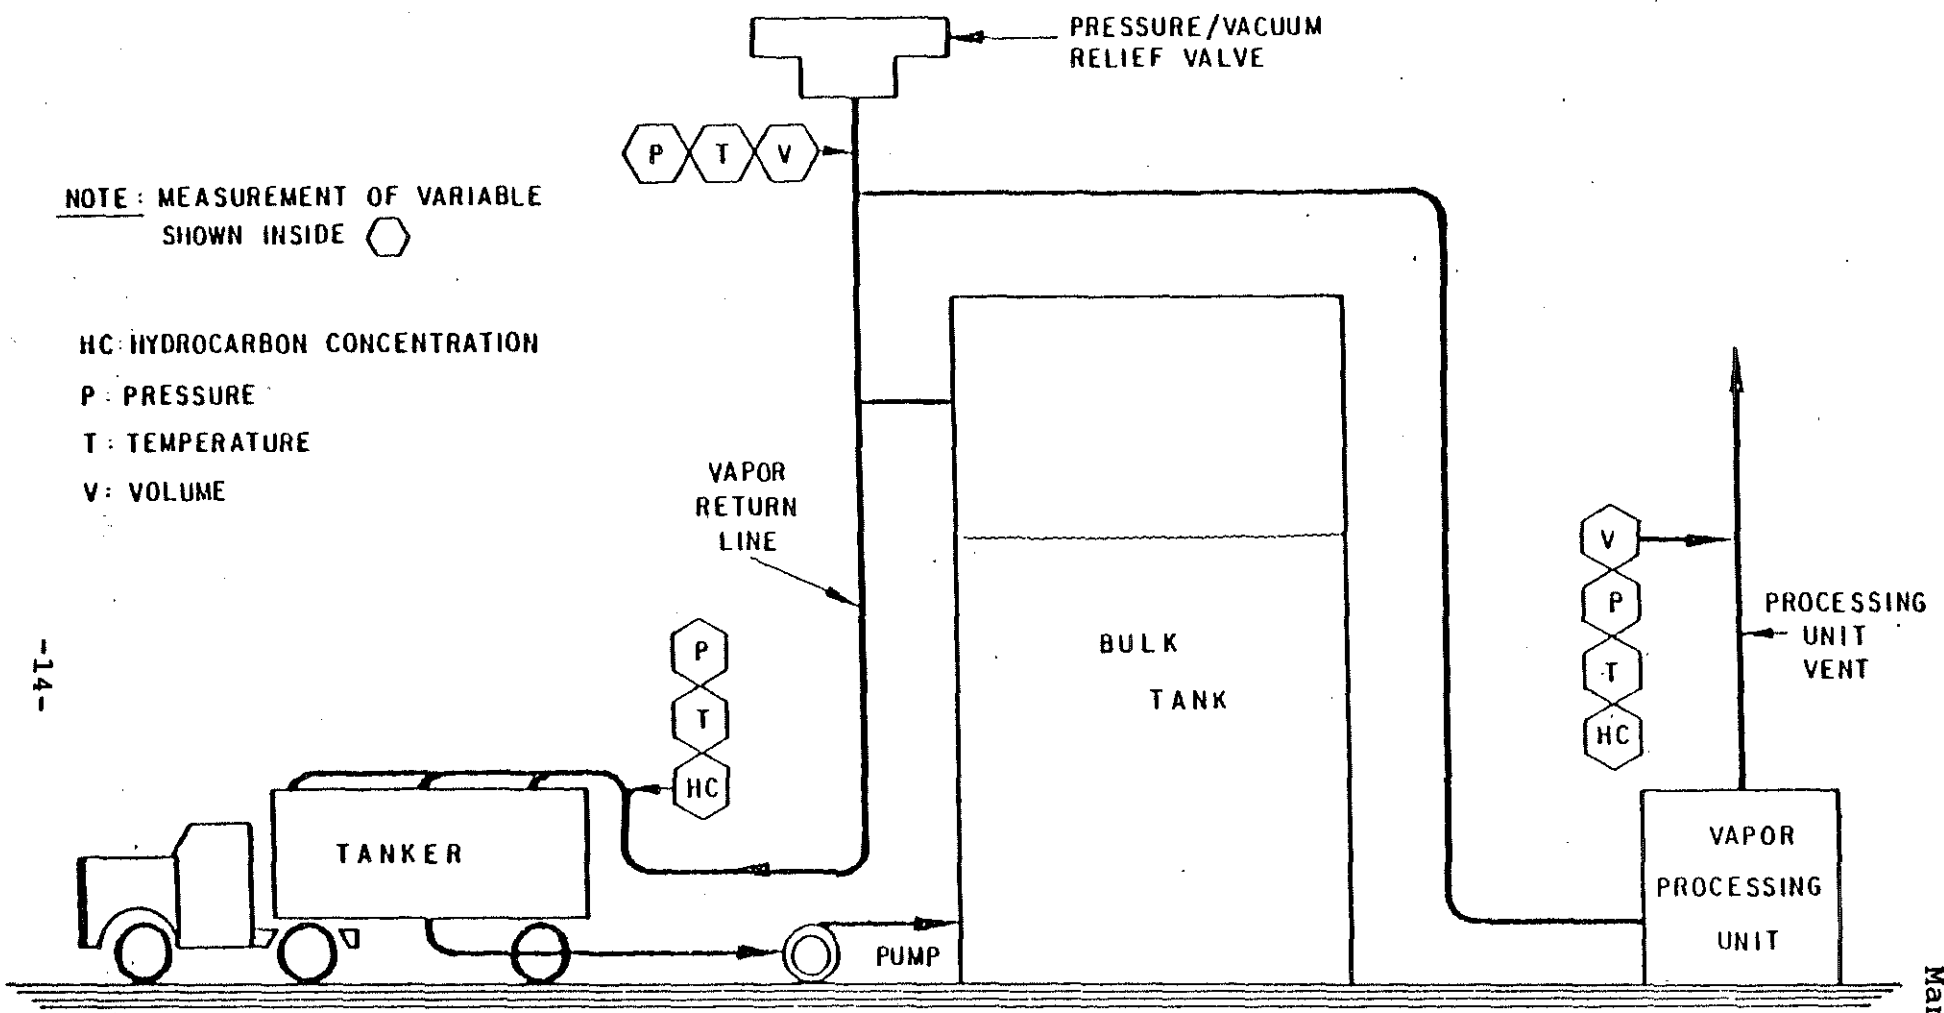 PRESSURE/VACUUM
RELIEF VALVE
P T V
NOTE: MEASUREMENT OF VARIABLE
SHOWN INSIDE
HC: HYDROCARBON CONCENTRATION
P: PRESSURE
T: TEMPERATURE
V: VOLUME
VAPOR
RETURN
LINE
P
T
HC
BULK
TANK
V
P
T
HC
PROCESSING
UNIT
VENT
TANKER
PUMP
VAPOR
PROCESSING
UNIT
-14-
Mar